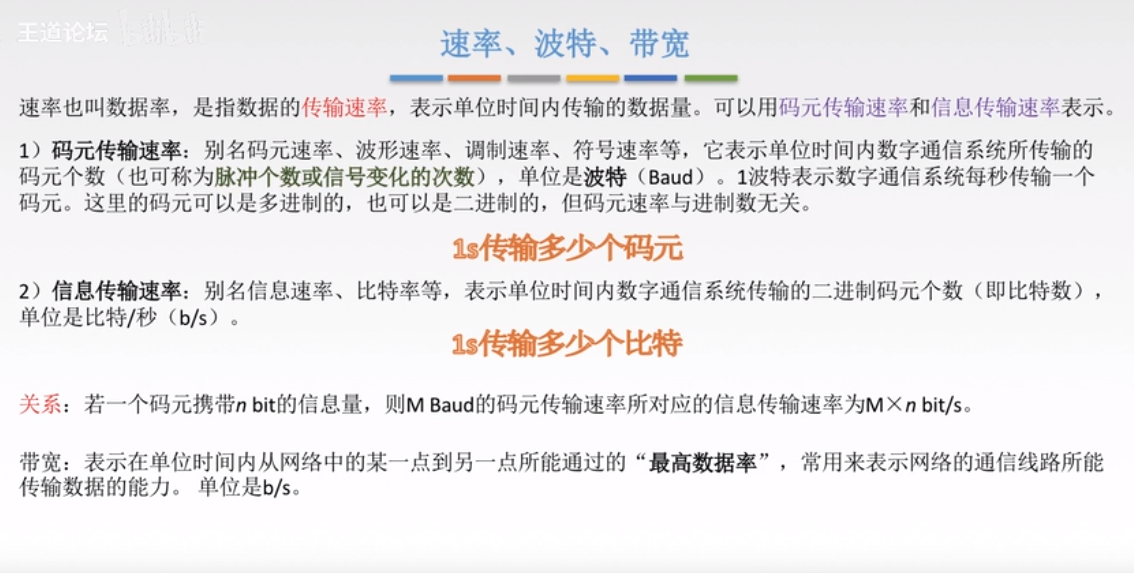 王道论坛
速率、波特、带宽
速率也叫数据率，是指数据的传输速率，表示单位时间内传输的数据量。可以用码元传输速率和信息传输速率表示。
1）码元传输速率：别名码元速率、波形速率、调制速率、符号速率等，它表示单位时间内数字通信系统所传输的
码元个数（也可称为脉冲个数或信号变化的次数），单位是波特（Baud）。1波特表示数字通信系统每秒传输一个
码元。这里的码元可以是多进制的，也可以是二进制的，但码元速率与进制数无关。
1s传输多少个码元
2）信息传输速率：别名信息速率、比特率等，表示单位时间内数字通信系统传输的二进制码元个数（即比特数），
单位是比特/秒（b/s）。
1s传输多少个比特
关系：若一个码元携带n bit的信息量，则M Baud的码元传输速率所对应的信息传输速率为M×n bit/s。
带宽：表示在单位时间内从网络中的某一点到另一点所能通过的“最高数据率”，常用来表示网络的通信线路所能
传输数据的能力。 单位是b/s。